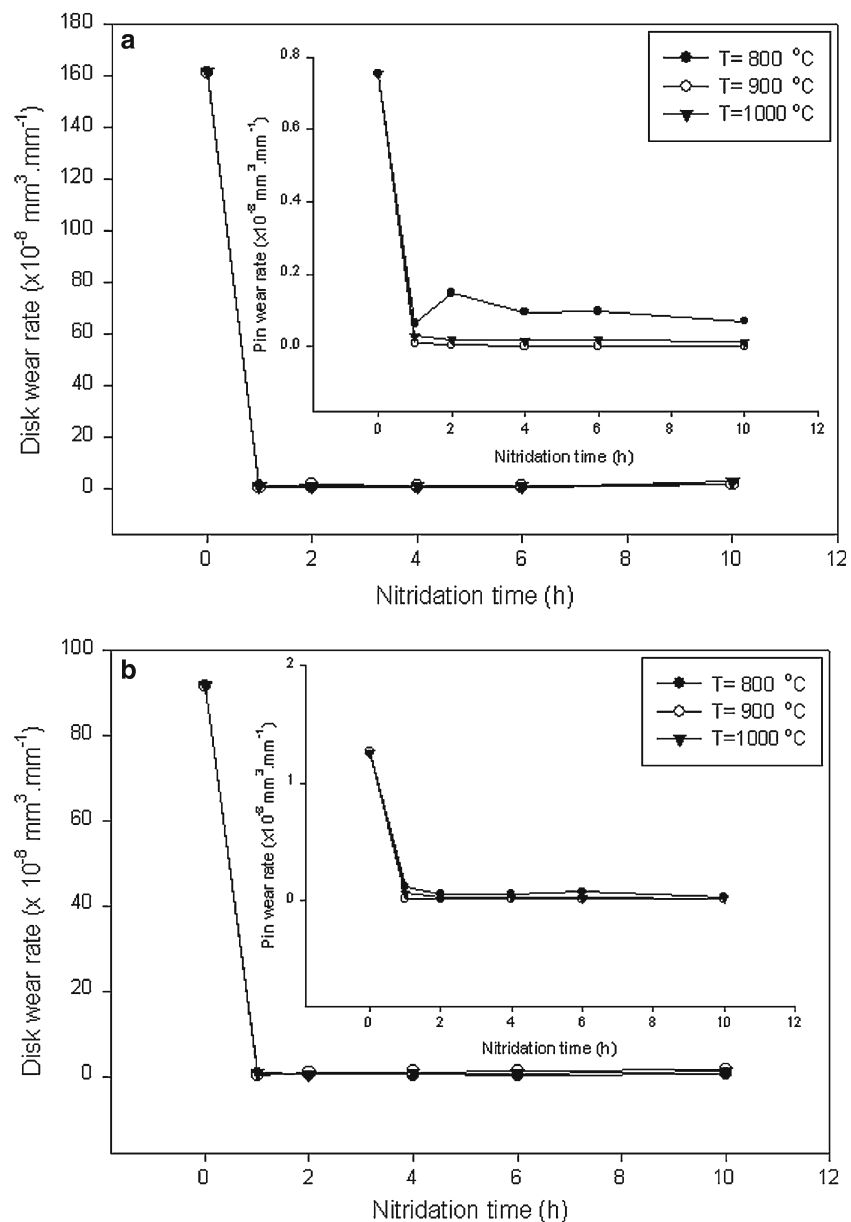 a
Disk wear rate (x10⁻⁸ mm³.mm⁻¹)
180
160
140
120
100
80
60
40
20
0
0 2 4 6 8 10 12
Nitridation time (h)
Pin wear rate (x10⁻⁸ mm³.mm⁻¹)
0.8
0.6
0.4
0.2
0.0
0 2 4 6 8 10 12
Nitridation time (h)
T= 800 °C
T= 900 °C
T=1000 °C
b
Disk wear rate (x 10⁻⁸ mm³.mm⁻¹)
100
80
60
40
20
0
0 2 4 6 8 10 12
Nitridation time (h)
Pin wear rate (x10⁻⁸ mm³.mm⁻¹)
2
1
0
0 2 4 6 8 10 12
Nitridation time (h)
T= 800 °C
T= 900 °C
T=1000 °C